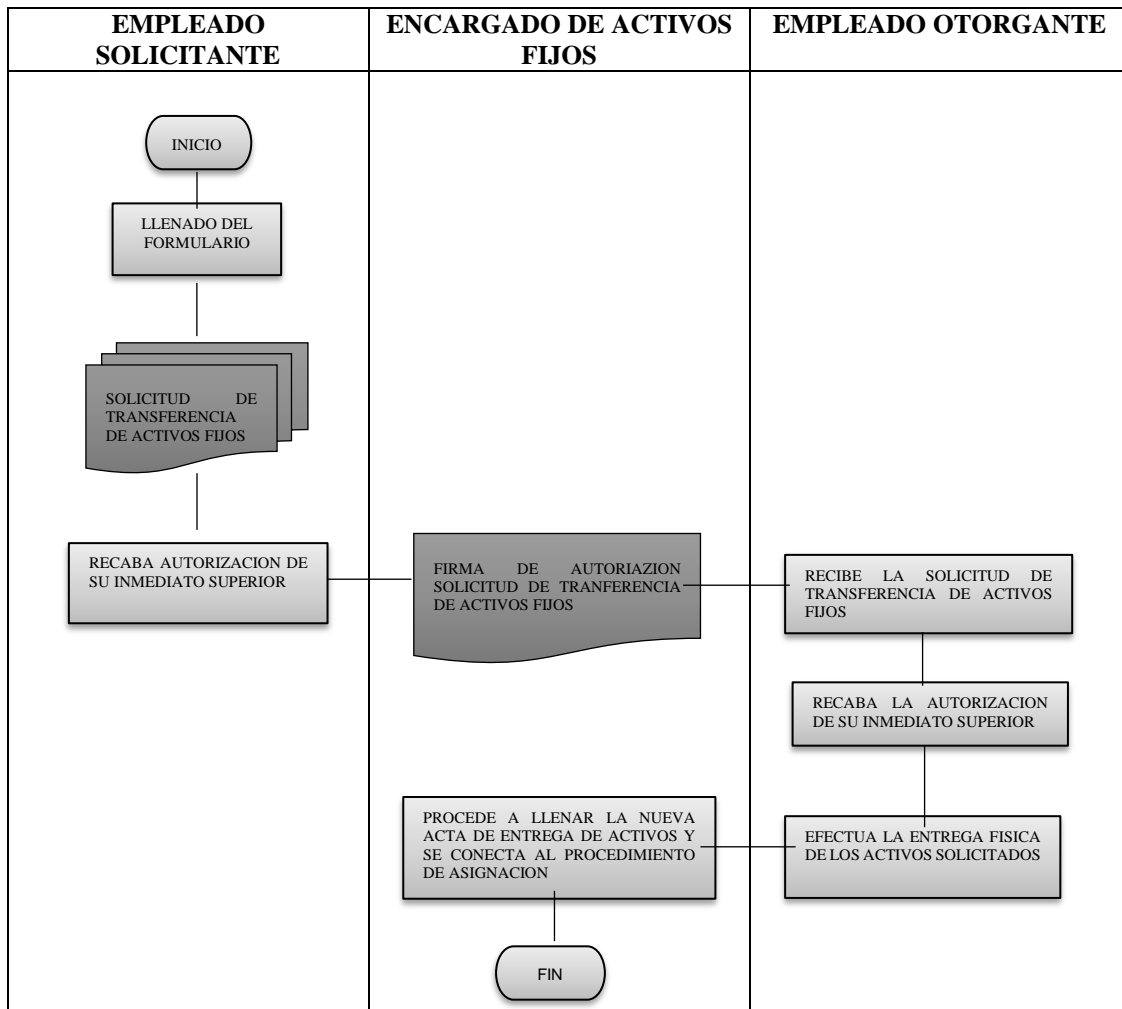 EMPLEADO
SOLICITANTE
ENCARGADO DE ACTIVOS
FIJOS
EMPLEADO OTORGANTE
INICIO
LLENADO DEL
FORMULARIO
SOLICITUD DE
TRANSFERENCIA
DE ACTIVOS FIJOS
RECABA AUTORIZACION DE
SU INMEDIATO SUPERIOR
FIRMA DE AUTORIAZION
SOLICITUD DE TRANFERENCIA
DE ACTIVOS FIJOS
RECIBE LA SOLICITUD DE
TRANSFERENCIA DE ACTIVOS
FIJOS
RECABA LA AUTORIZACION
DE SU INMEDIATO SUPERIOR
EFECTUA LA ENTREGA FISICA
DE LOS ACTIVOS SOLICITADOS
PROCEDE A LLENAR LA NUEVA
ACTA DE ENTREGA DE ACTIVOS Y
SE CONECTA AL PROCEDIMIENTO
DE ASIGNACION
FIN